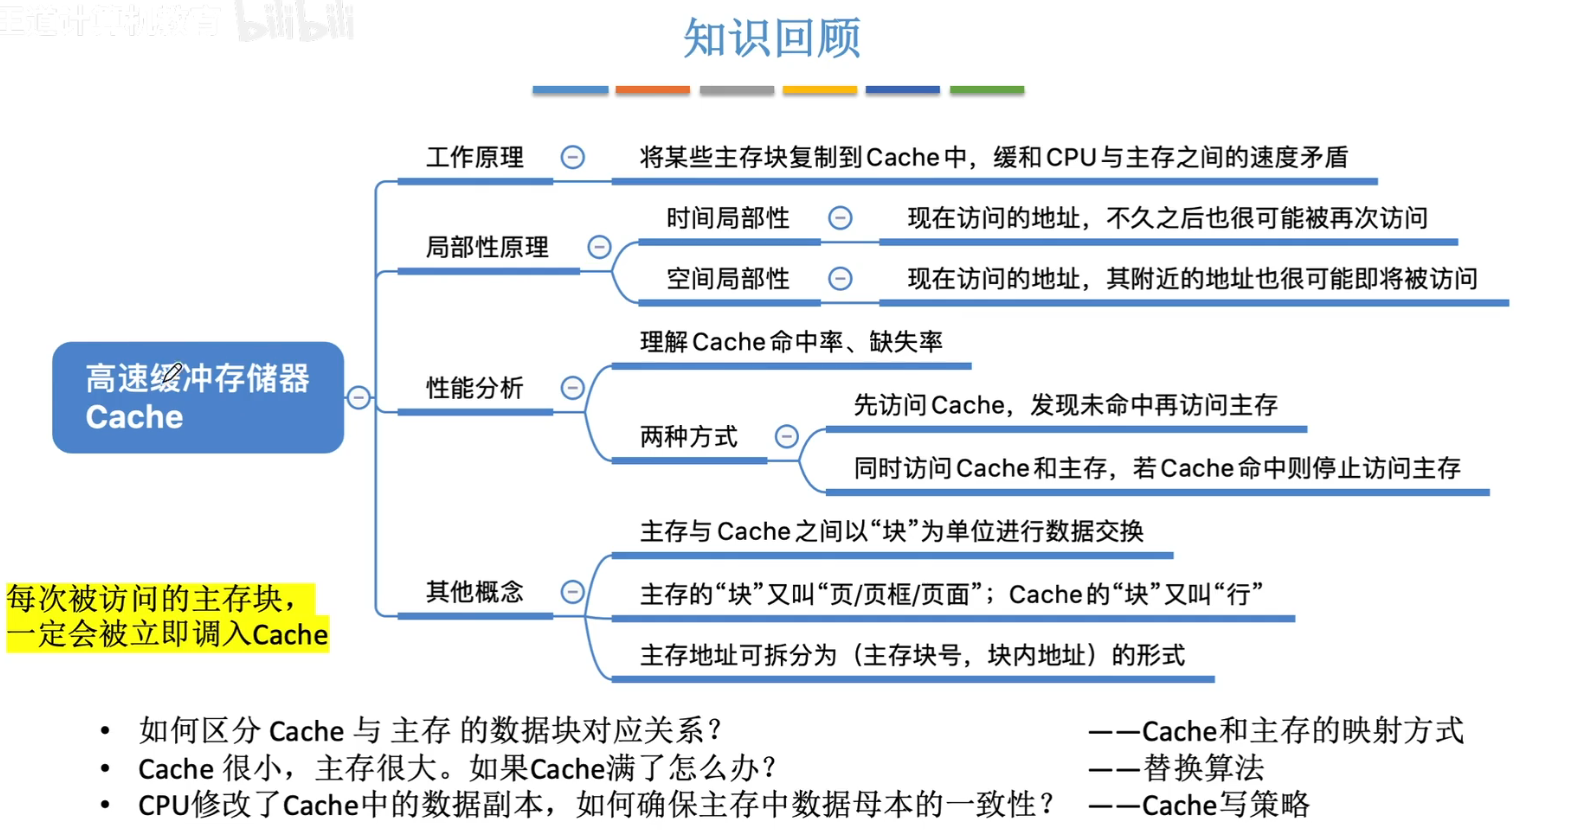 王道计算机教育 bilibili
知识回顾
工作原理
将某些主存块复制到Cache中，缓和CPU与主存之间的速度矛盾
局部性原理
时间局部性
现在访问的地址，不久之后也很可能被再次访问
空间局部性
现在访问的地址，其附近的地址也很可能即将被访问
高速缓冲存储器
Cache
性能分析
理解Cache命中率、缺失率
两种方式
先访问Cache，发现未命中再访问主存
同时访问Cache和主存，若Cache命中则停止访问主存
其他概念
主存与Cache之间以“块”为单位进行数据交换
主存的“块”又叫“页/页框/页面”；Cache的“块”又叫“行”
主存地址可拆分为（主存块号，块内地址）的形式
每次被访问的主存块，
一定会被立即调入Cache
• 如何区分 Cache 与 主存 的数据块对应关系？ ——Cache和主存的映射方式
• Cache 很小，主存很大。如果Cache满了怎么办？ ——替换算法
• CPU修改了Cache中的数据副本，如何确保主存中数据母本的一致性？ ——Cache写策略